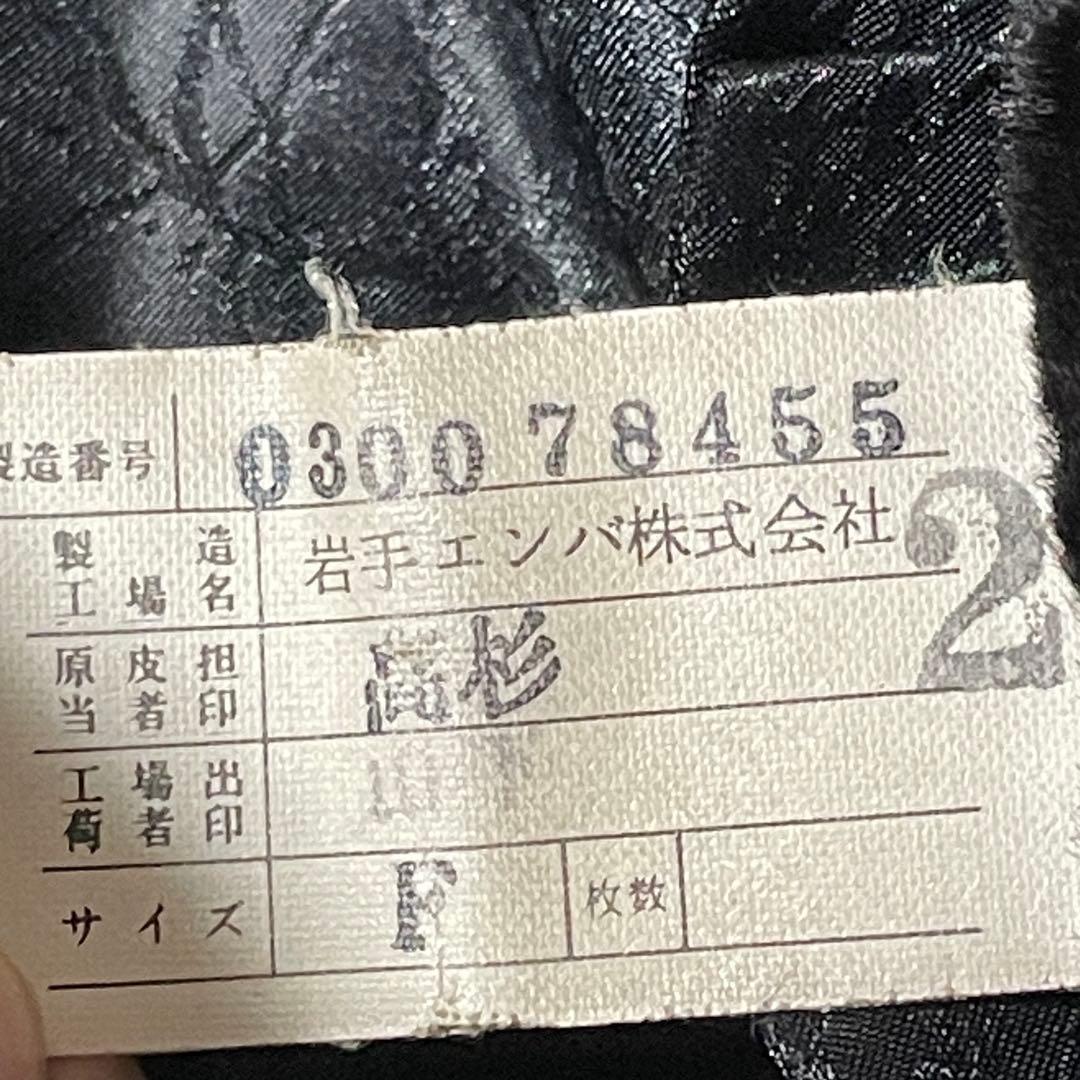 製造番号 030078455
製造工場名 岩手エンバ株式会社
2
原皮担当者印 高杉
工場出荷者印
サイズ F 枚数